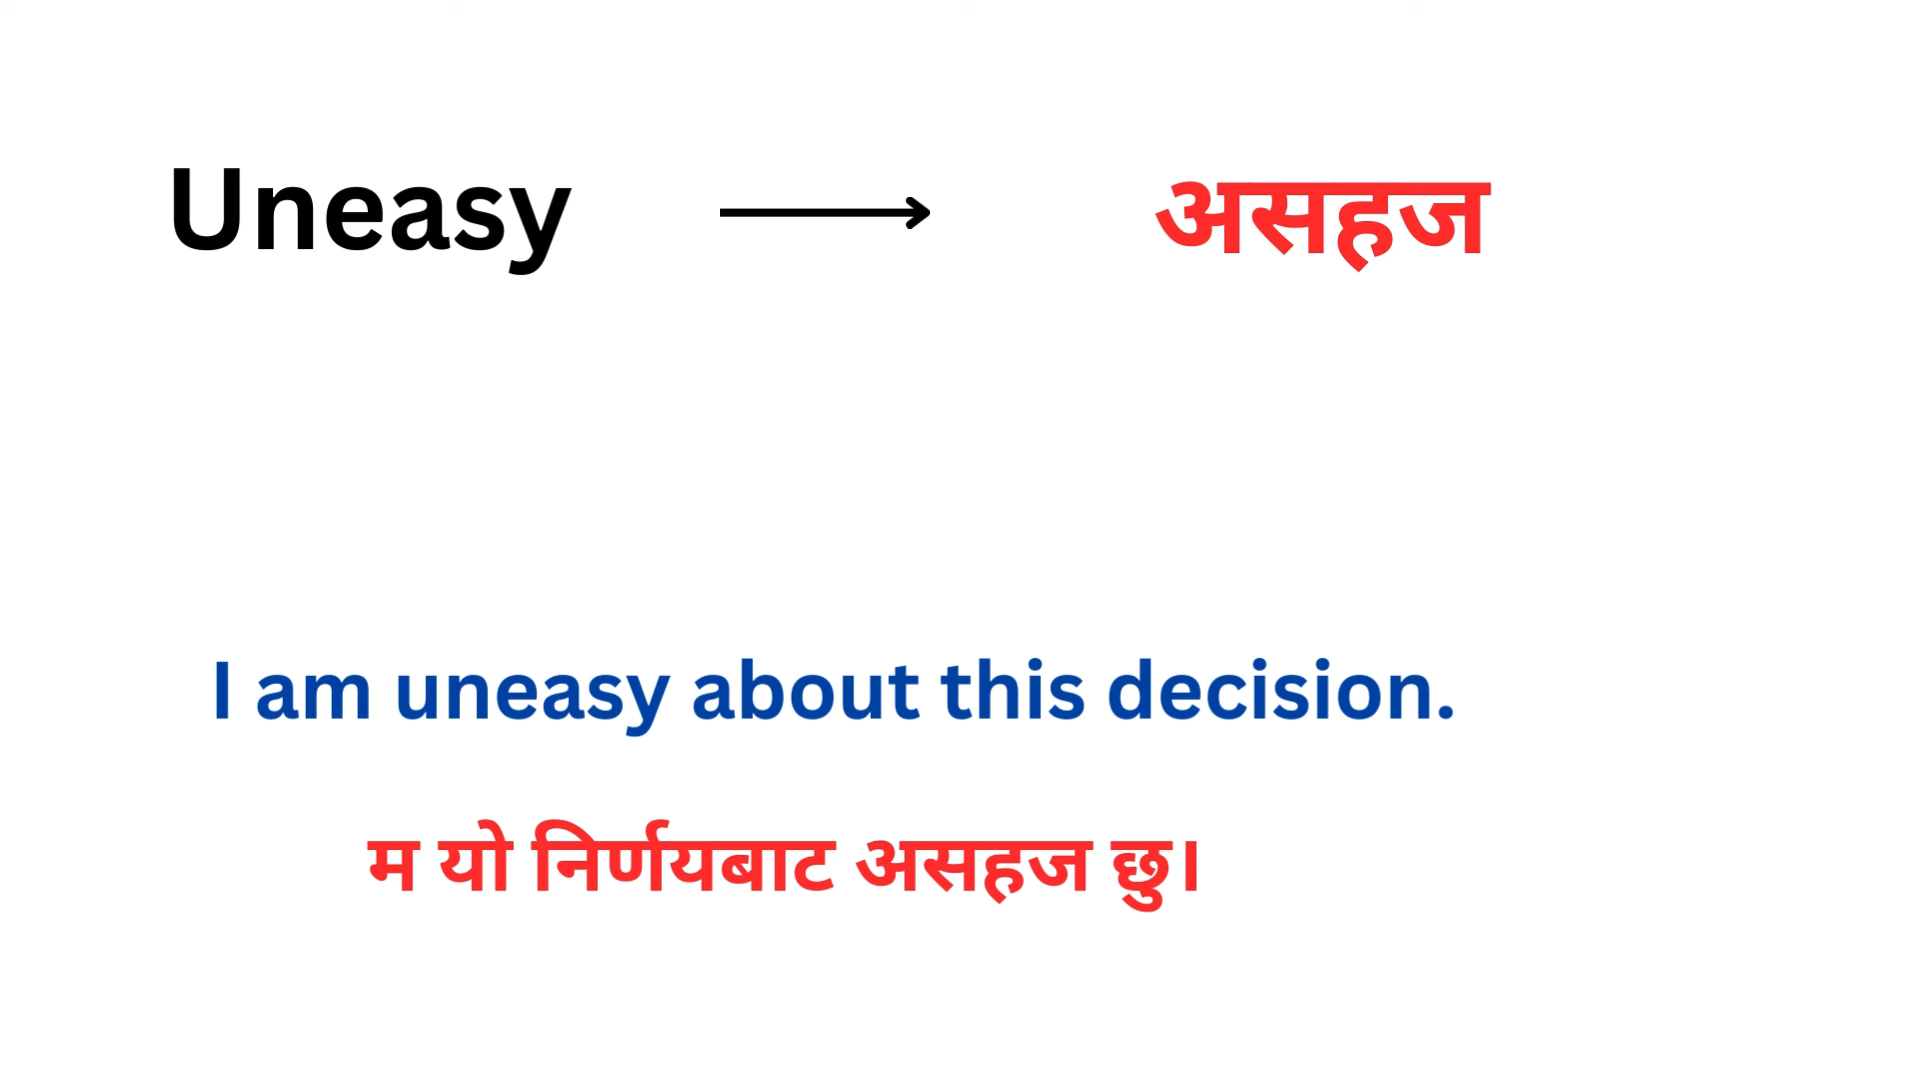 Uneasy → असहज
I am uneasy about this decision.
म यो निर्णयबाट असहज छु।